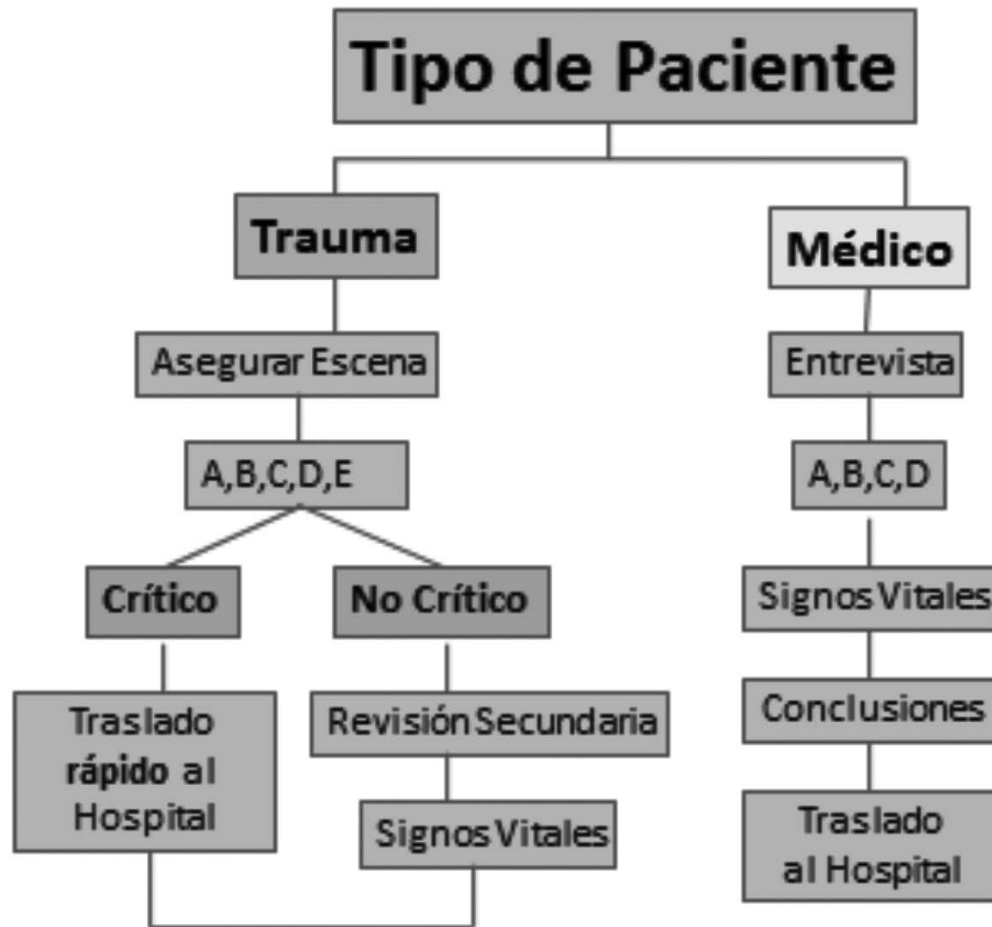 Tipo de Paciente
Trauma
Médico
Asegurar Escena
Entrevista
A,B,C,D,E
A,B,C,D
Crítico
No Crítico
Signos Vitales
Traslado
rápido al
Hospital
Revisión Secundaria
Conclusiones
Signos Vitales
Traslado
al Hospital